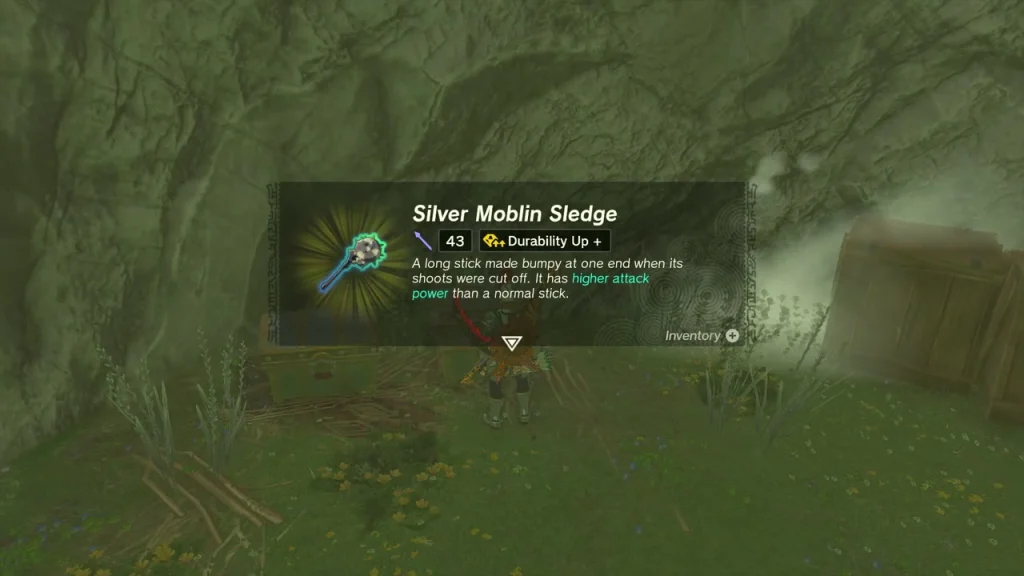 Silver Moblin Sledge
43 Durability Up +
A long stick made bumpy at one end when its
shoots were cut off. It has higher attack
power than a normal stick.
Inventory